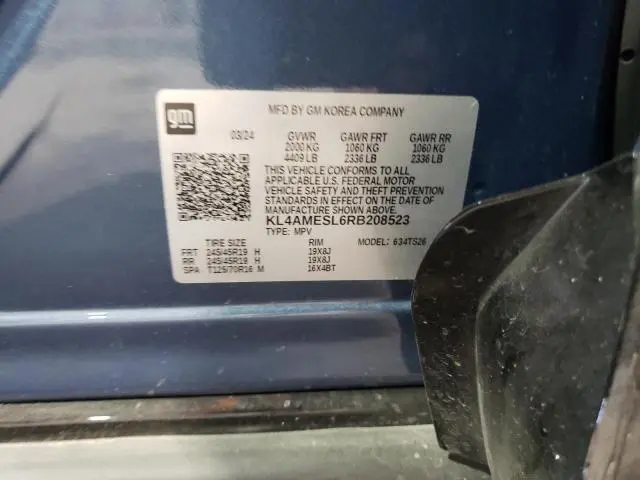 gm
MFD BY GM KOREA COMPANY
03/24 GVWR GAWR FRT GAWR RR
2000 KG 1060 KG 1060 KG
4409 LB 2336 LB 2336 LB
THIS VEHICLE CONFORMS TO ALL
APPLICABLE U.S. FEDERAL MOTOR
VEHICLE SAFETY AND THEFT PREVENTION
STANDARDS IN EFFECT ON THE DATE OF
MANUFACTURE SHOWN ABOVE.
KL4AMESL6RB208523
TYPE: MPV MODEL: 634TS26
TIRE SIZE RIM
FRT 245/45R19 H 19X8J
RR 245/45R19 H 19X8J
SPA T125/70R16 M 16X4BT